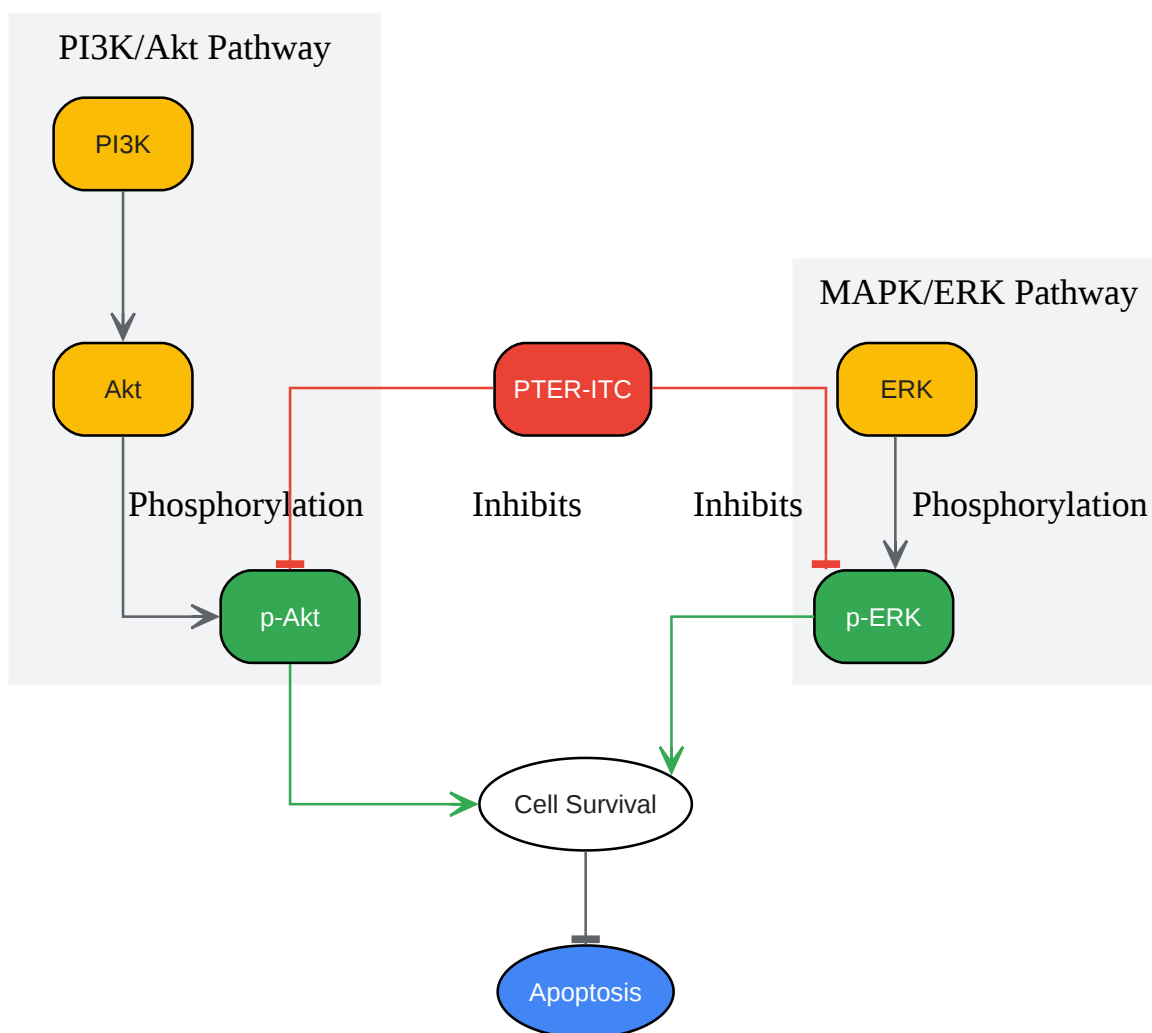 PI3K/Akt Pathway
PI3K
MAPK/ERK Pathway
Akt
PTER-ITC
ERK
Phosphorylation
Inhibits
Inhibits
Phosphorylation
p-Akt
p-ERK
Cell Survival
Apoptosis